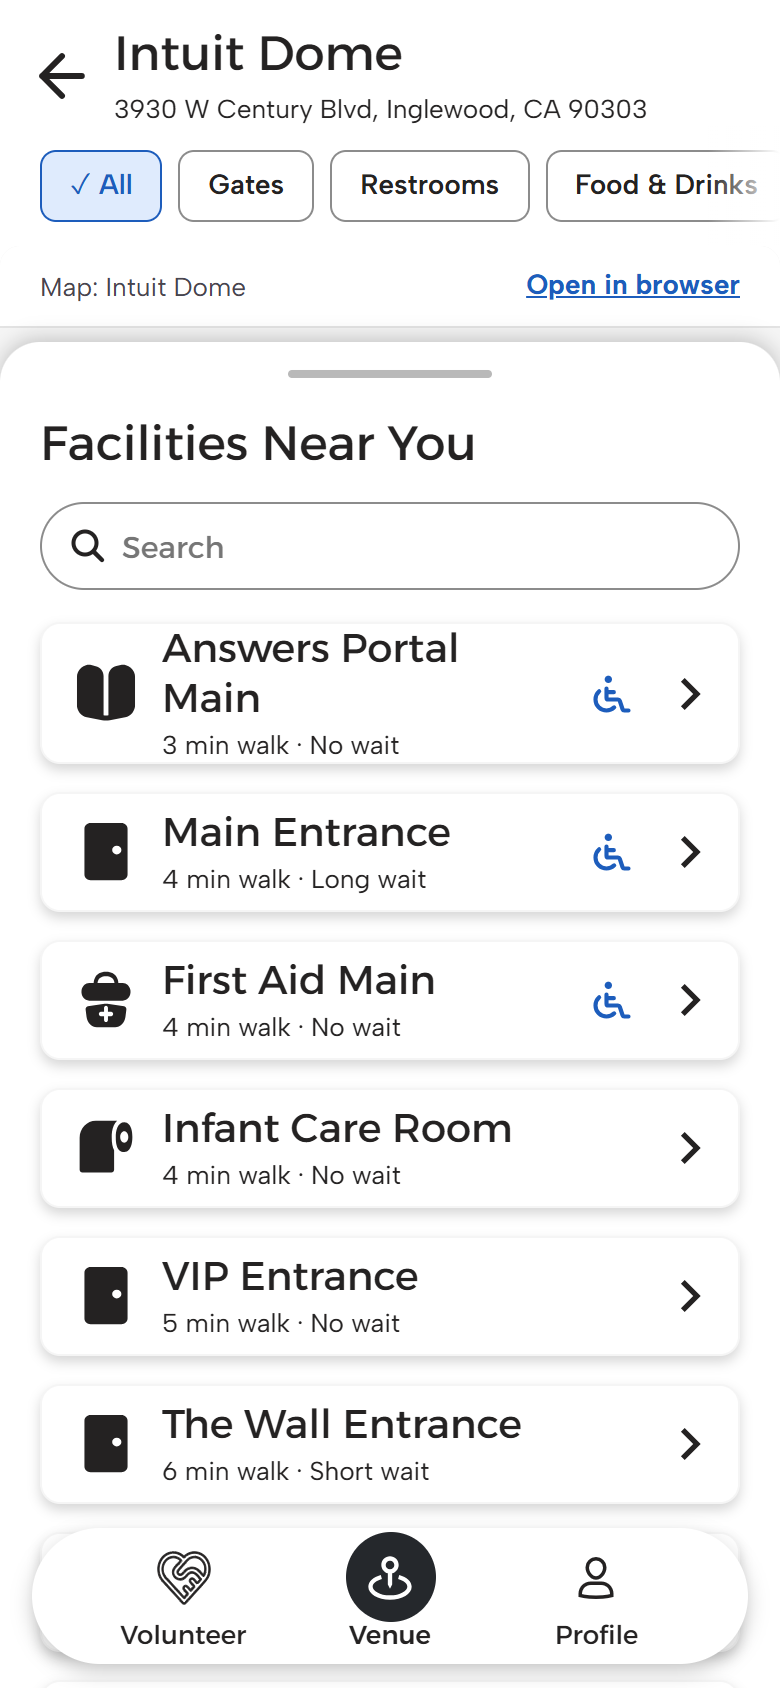 Intuit Dome
3930 W Century Blvd, Inglewood, CA 90303
✓ All
Gates
Restrooms
Food & Drinks
Map: Intuit Dome
Open in browser
Facilities Near You
Search
Answers Portal
Main
3 min walk · No wait
Main Entrance
4 min walk · Long wait
First Aid Main
4 min walk · No wait
Infant Care Room
4 min walk · No wait
VIP Entrance
5 min walk · No wait
The Wall Entrance
6 min walk · Short wait
Volunteer
Venue
Profile